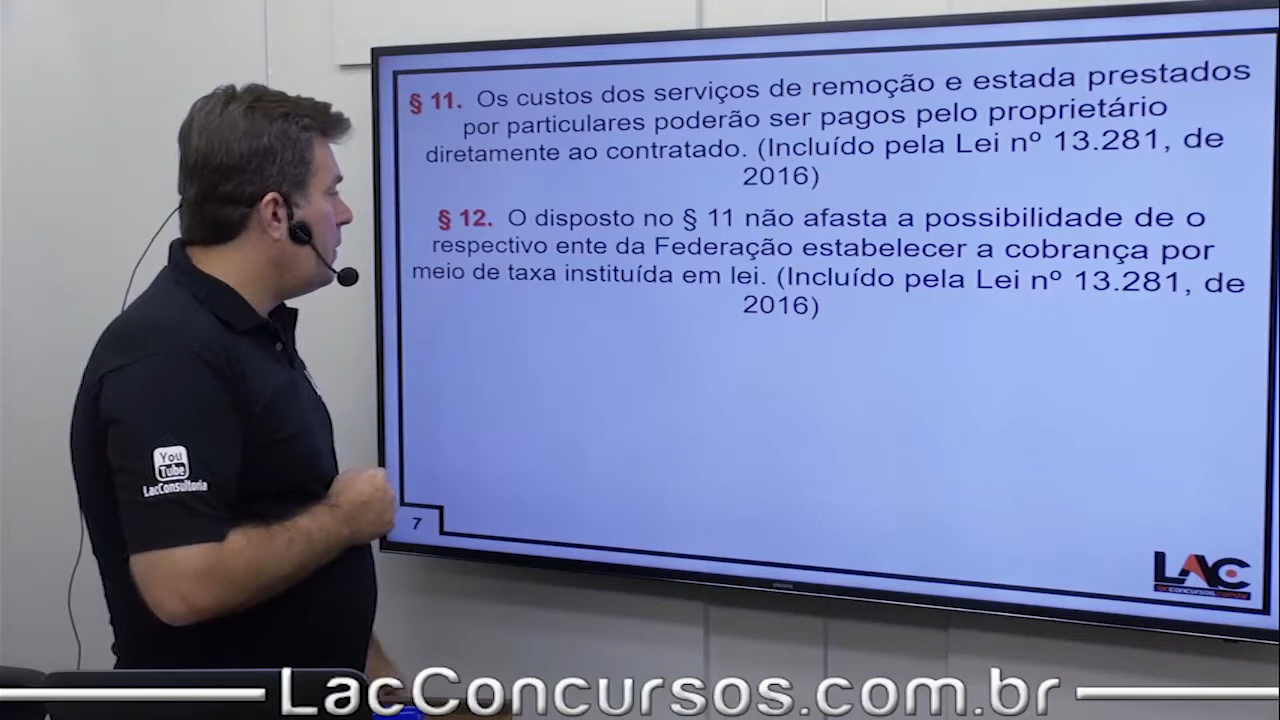 § 11. Os custos dos serviços de remoção e estada prestados
por particulares poderão ser pagos pelo proprietário
diretamente ao contratado. (Incluído pela Lei nº 13.281, de
2016)
§ 12. O disposto no § 11 não afasta a possibilidade de o
respectivo ente da Federação estabelecer a cobrança por
meio de taxa instituída em lei. (Incluído pela Lei nº 13.281, de
2016)
You
Tube
LacConsultoria
7
LAC
LacConcursos.com.br